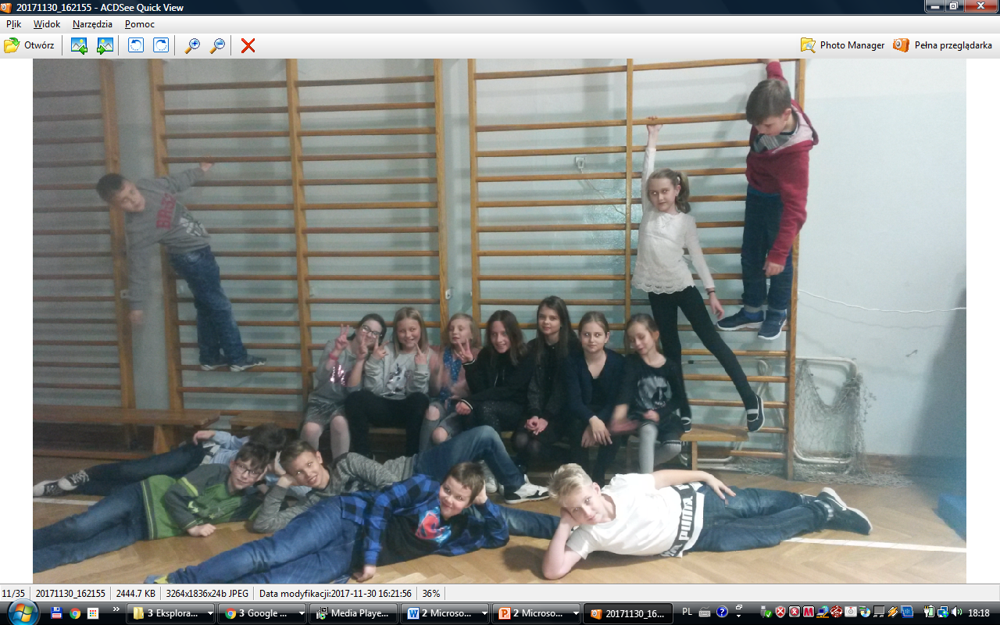 20171130_162155 - ACDSee Quick View
Plik Widok Narzędzia Pomoc
Otwórz Photo Manager Pełna przeglądarka
PUMA
11/35 20171130_162155 2444.7 KB 3264x1836x24b JPEG Data modyfikacji:2017-11-30 16:21:56 36%
» 3 Eksplora... 3 Google ... Media Playe... 2 Microso... 2 Microso... 20171130_16... PL 18:18